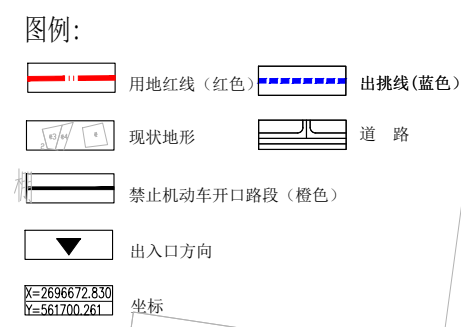 图例:
用地红线（红色） 出挑线(蓝色）
现状地形 道 路
禁止机动车开口路段（橙色）
出入口方向
X=2696672.830
Y=561700.261
坐标